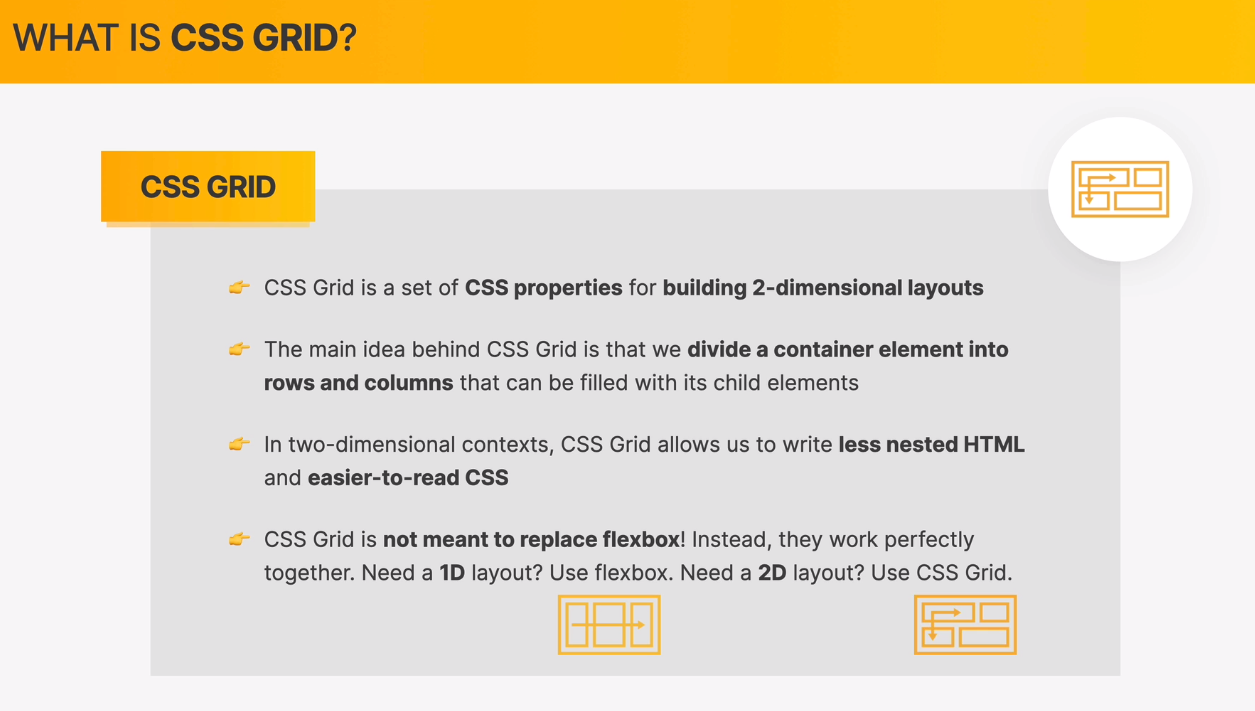 WHAT IS CSS GRID?
CSS GRID
👉 CSS Grid is a set of CSS properties for building 2-dimensional layouts
👉 The main idea behind CSS Grid is that we divide a container element into
rows and columns that can be filled with its child elements
👉 In two-dimensional contexts, CSS Grid allows us to write less nested HTML
and easier-to-read CSS
👉 CSS Grid is not meant to replace flexbox! Instead, they work perfectly
together. Need a 1D layout? Use flexbox. Need a 2D layout? Use CSS Grid.